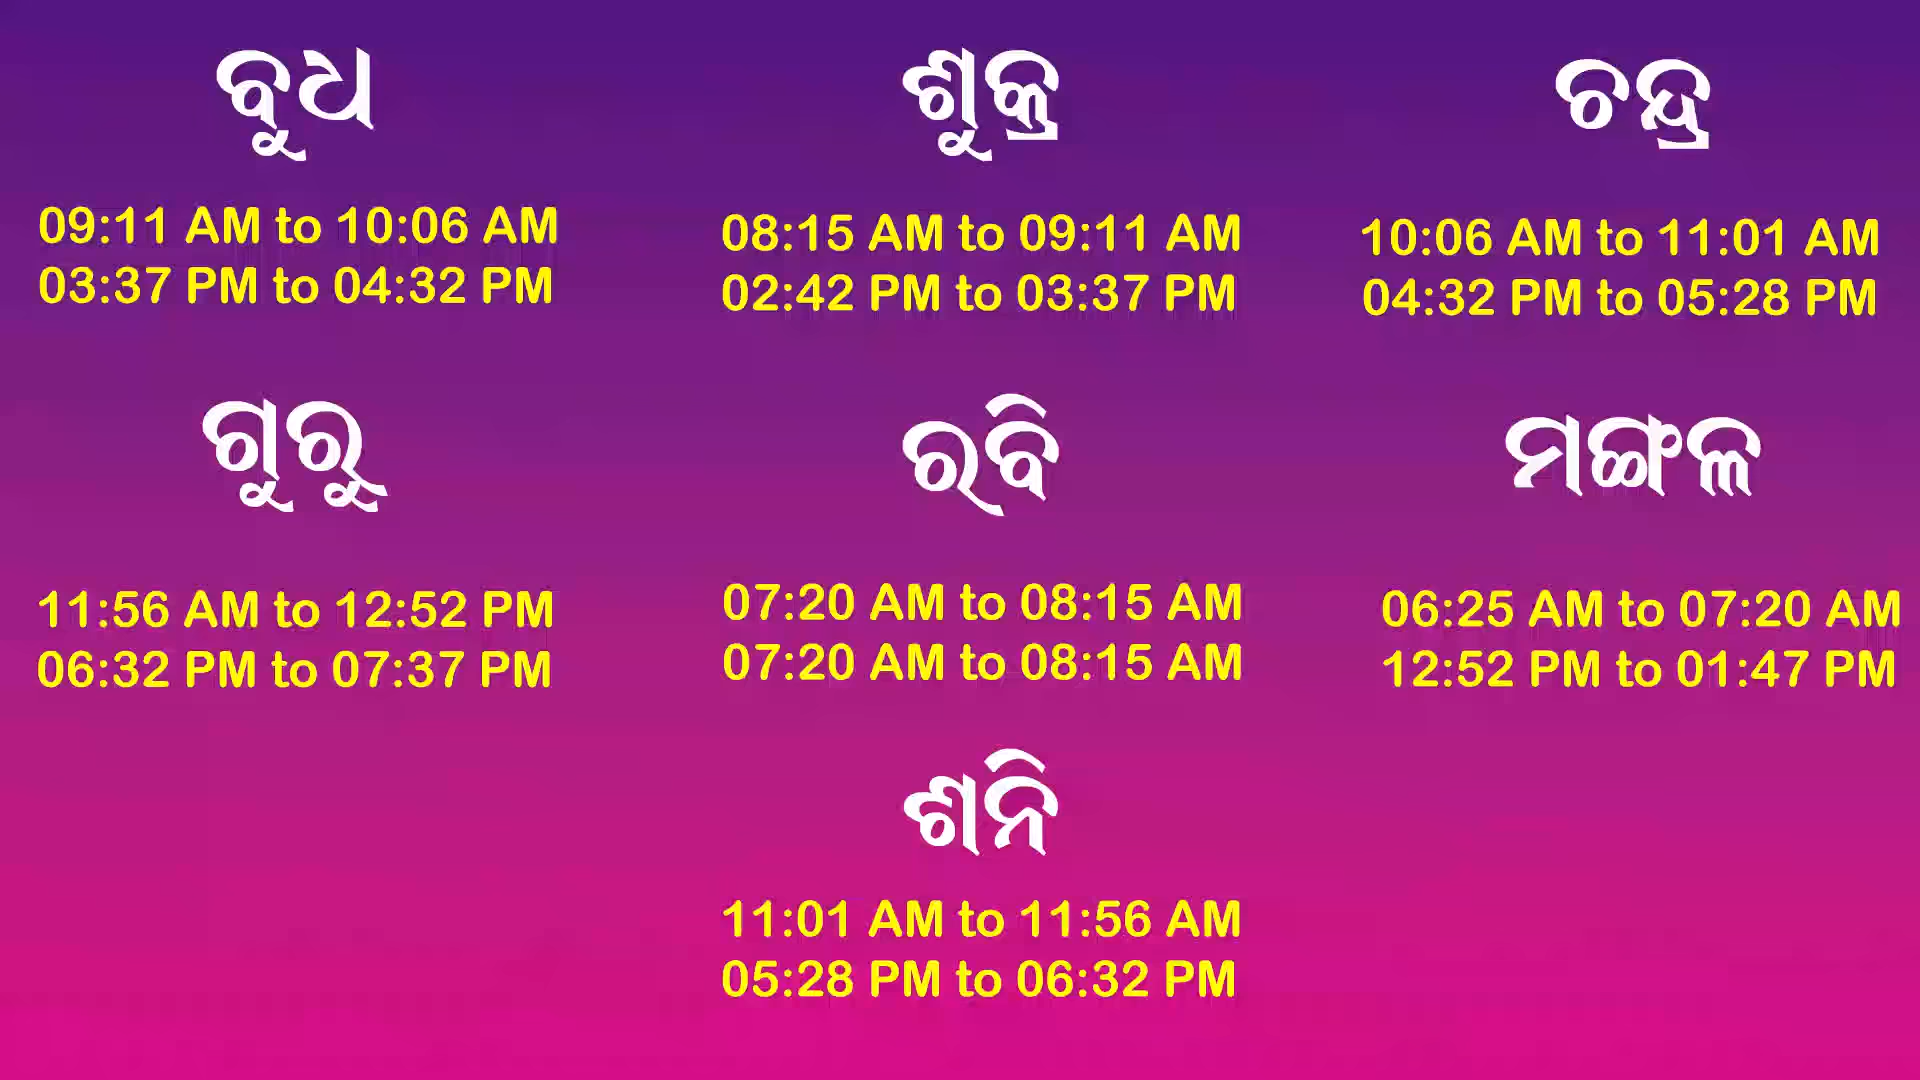 ବୁଧ
09:11 AM to 10:06 AM
03:37 PM to 04:32 PM
ଶୁକ୍ର
08:15 AM to 09:11 AM
02:42 PM to 03:37 PM
ଚନ୍ଦ୍ର
10:06 AM to 11:01 AM
04:32 PM to 05:28 PM
ଗୁରୁ
11:56 AM to 12:52 PM
06:32 PM to 07:37 PM
ରବି
07:20 AM to 08:15 AM
07:20 AM to 08:15 AM
ମଙ୍ଗଳ
06:25 AM to 07:20 AM
12:52 PM to 01:47 PM
ଶନି
11:01 AM to 11:56 AM
05:28 PM to 06:32 PM